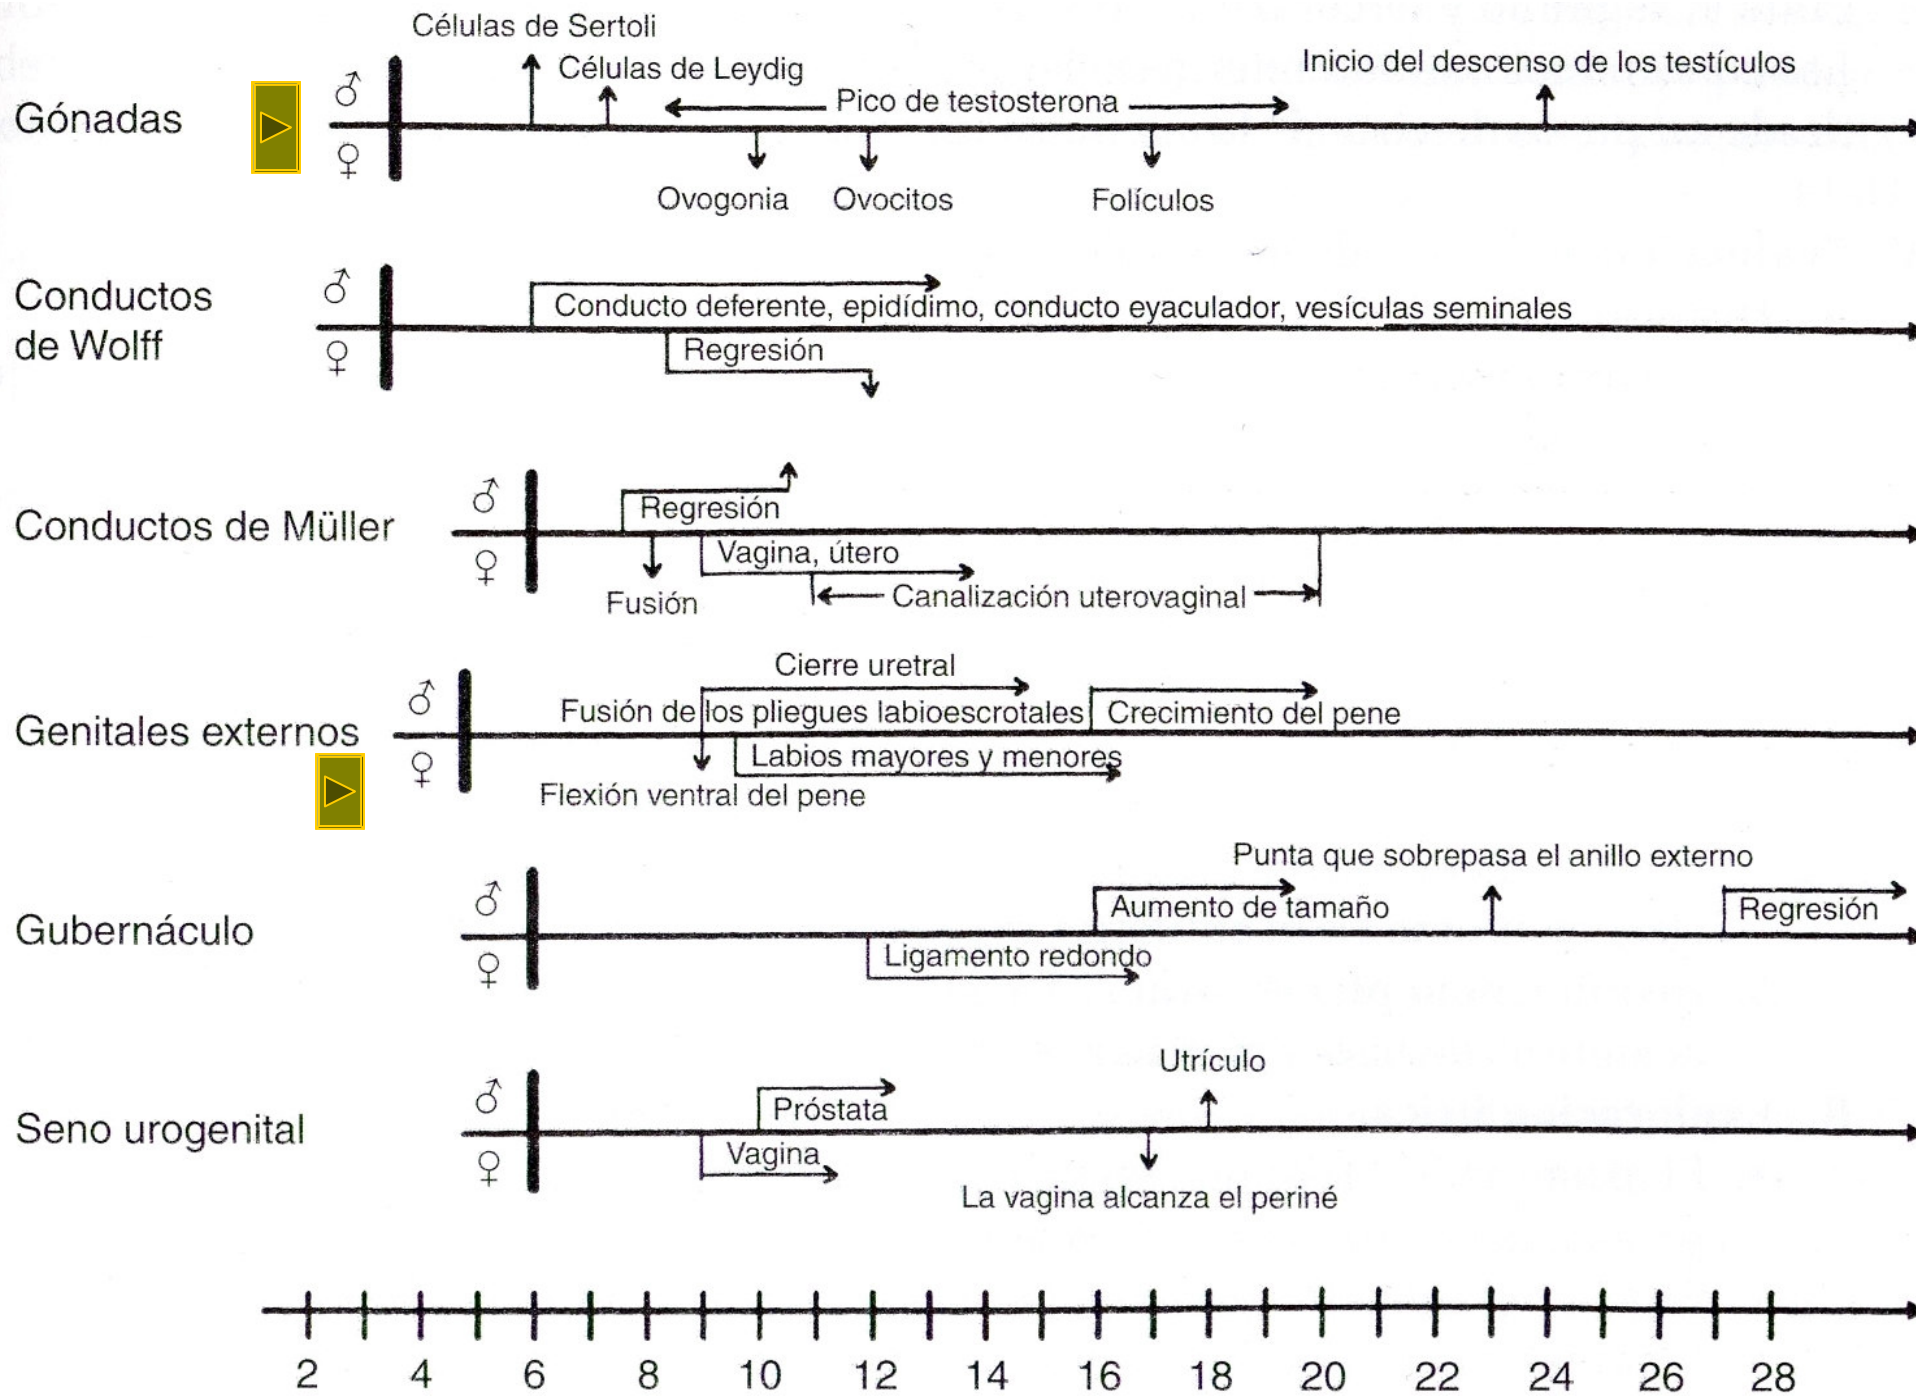 Células de Sertoli
Células de Leydig
Inicio del descenso de los testículos
Pico de testosterona
Gónadas
♂
♀
Ovogonia Ovocitos Folículos
Conductos
de Wolff
♂
♀
Conducto deferente, epidídimo, conducto eyaculador, vesículas seminales
Regresión
Conductos de Müller
♂
♀
Regresión
Vagina, útero
Fusión
Canalización uterovaginal
Genitales externos
♂
♀
Cierre uretral
Fusión de los pliegues labioescrotales
Crecimiento del pene
Labios mayores y menores
Flexión ventral del pene
Gubernáculo
♂
♀
Punta que sobrepasa el anillo externo
Aumento de tamaño
Regresión
Ligamento redondo
Seno urogenital
♂
♀
Utrículo
Próstata
Vagina
La vagina alcanza el periné
2 4 6 8 10 12 14 16 18 20 22 24 26 28